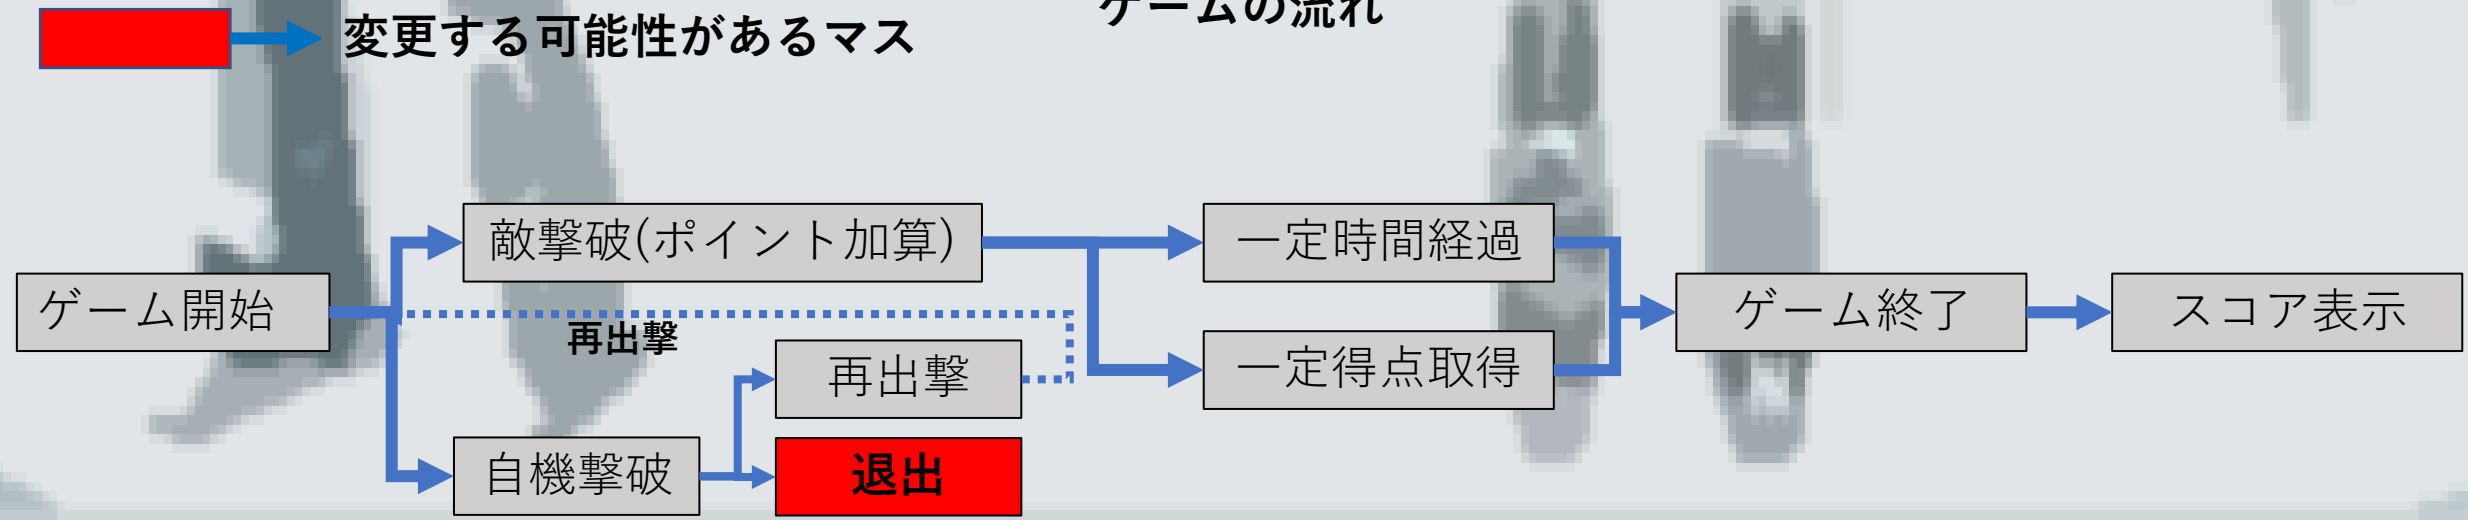 ゲームの流れ
変更する可能性があるマス
敵撃破(ポイント加算)
一定時間経過
ゲーム開始
ゲーム終了
スコア表示
再出撃
再出撃
一定得点取得
自機撃破
退出